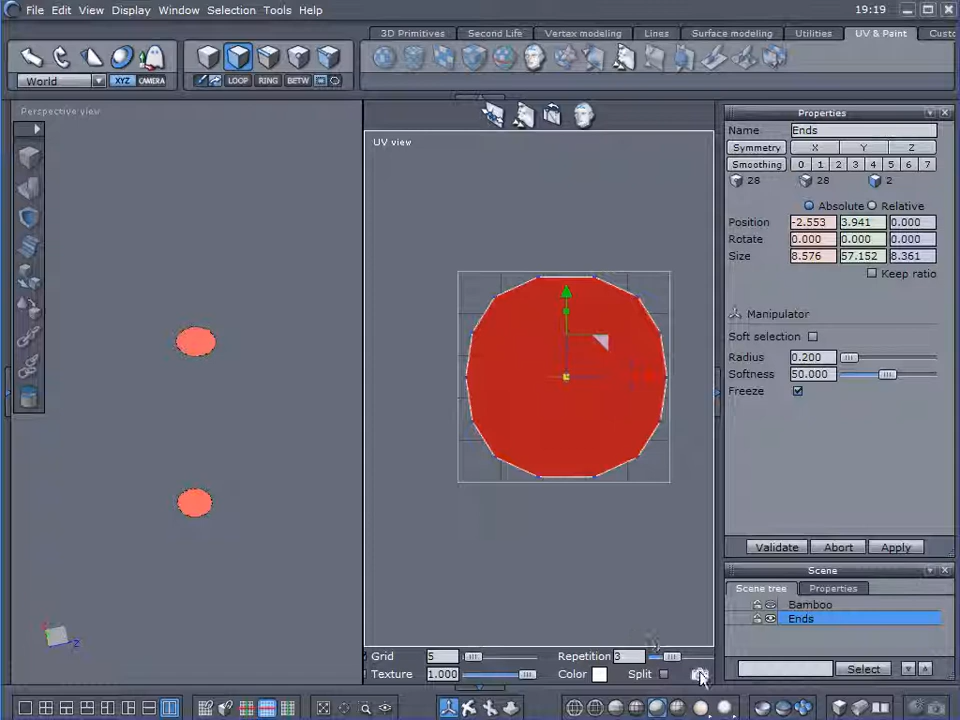 File Edit View Display Window Selection Tools Help 19:19
3D Primitives Second Life Vertex modeling Lines Surface modeling Utilities UV & Paint
World XYZ CAMERA LOOP RING BETW
Perspective view
UV view
Properties
Name Ends
Symmetry X Y Z
Smoothing 0 1 2 3 4 5 6 7
28 28 2
Absolute Relative
Position -2.553 3.941 0.000
Rotate 0.000 0.000 0.000
Size 8.576 57.152 8.361
Keep ratio
Manipulator
Soft selection
Radius 0.200
Softness 50.000
Freeze
Validate Abort Apply
Scene
Scene tree Properties
Bamboo
Ends
Select
Grid 5 Repetition 3
Texture 1.000 Color Split
Z